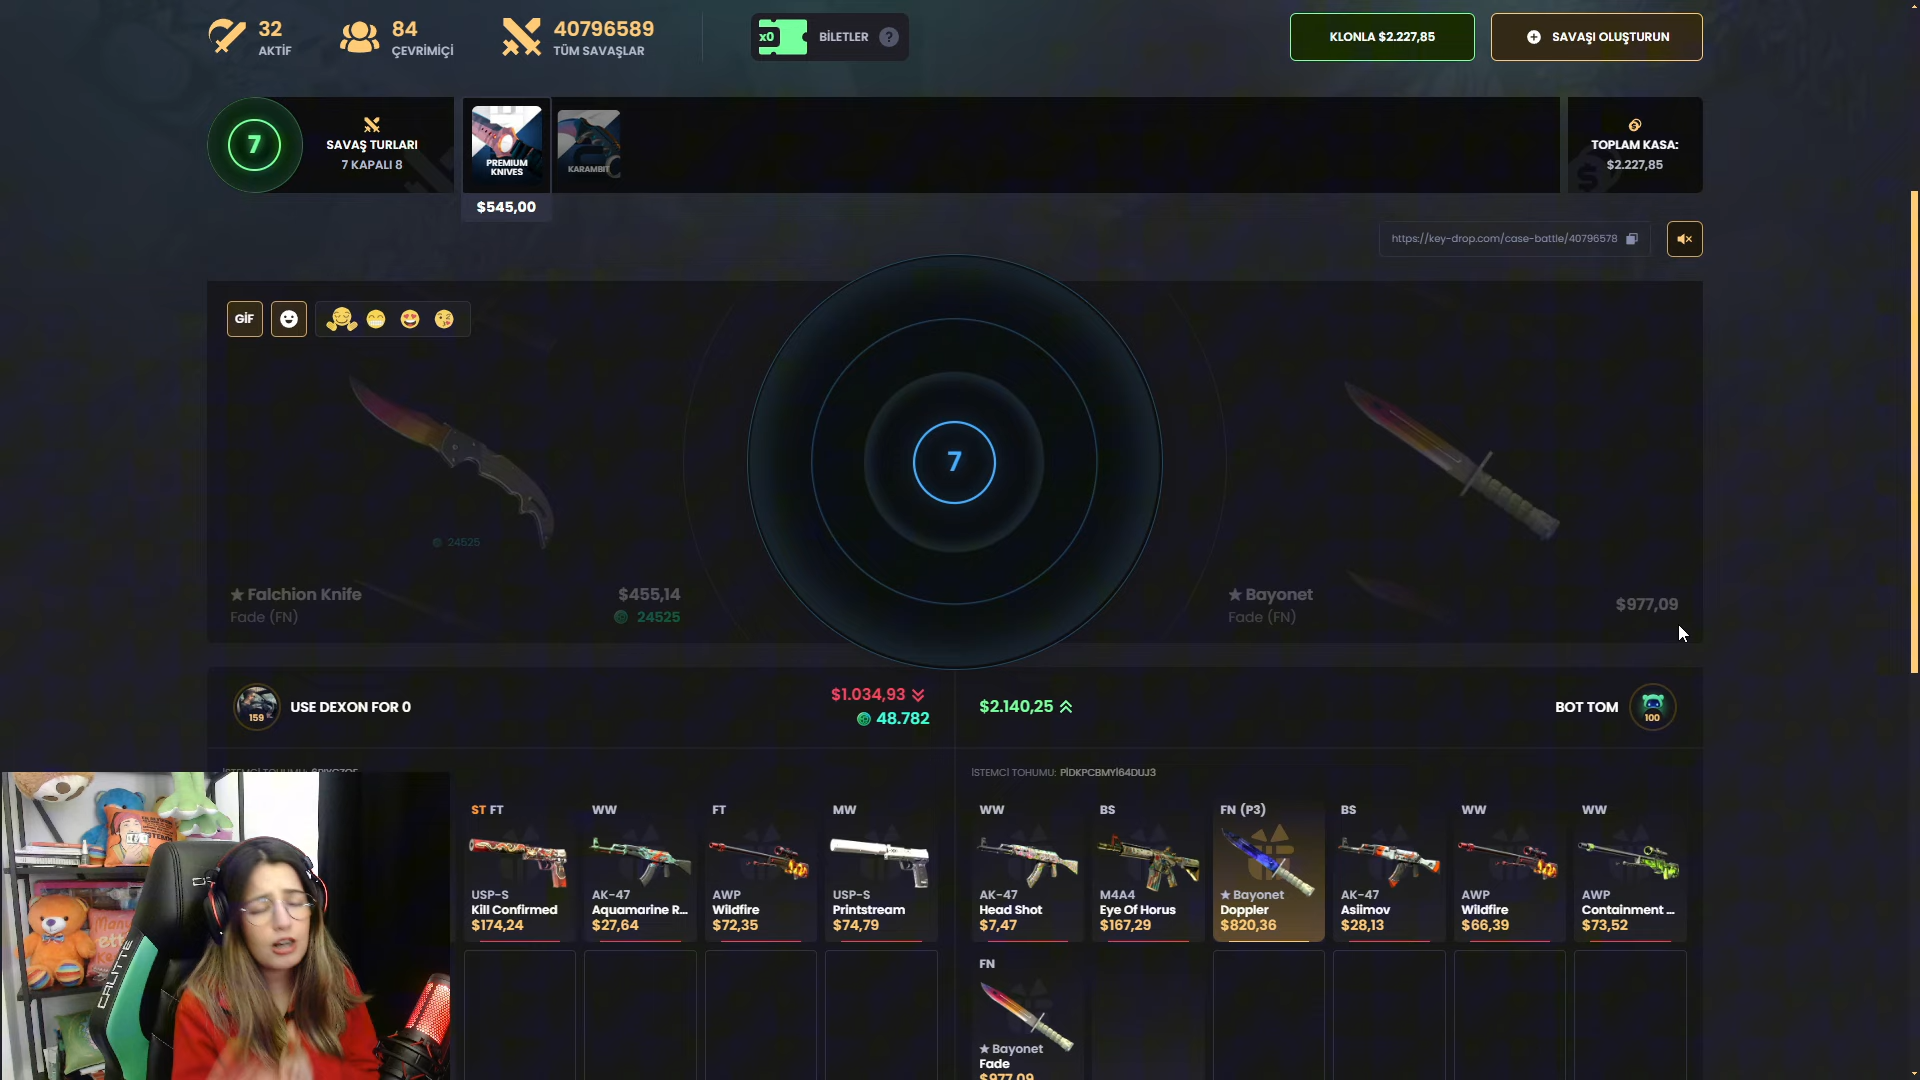 32
AKTİF
84
ÇEVRİMİÇİ
40796589
TÜM SAVAŞLAR
x0
BİLETLER
?
KLONLA $2.227,85
SAVAŞI OLUŞTURUN
7
SAVAŞ TURLARI
7 KAPALI 8
PREMIUM
KNIVES
KARAMBIT
$545,00
TOPLAM KASA:
$2.227,85
https://key-drop.com/case-battle/40796578
GIF
7
24525
★ Falchion Knife
Fade (FN)
$455,14
24525
★ Bayonet
Fade (FN)
$977,09
159
USE DEXON FOR 0
$1.034,93
48.782
$2.140,25
BOT TOM
100
İSTEMCİ TOHUMU: PİDKPCBMYİ64DUJ3
ST FT
USP-S
Kill Confirmed
$174,24
WW
AK-47
Aquamarine R...
$27,64
FT
AWP
Wildfire
$72,35
MW
USP-S
Printstream
$74,79
WW
AK-47
Head Shot
$7,47
BS
M4A4
Eye Of Horus
$167,29
FN (P3)
★ Bayonet
Doppler
$820,36
BS
AK-47
Asiimov
$28,13
WW
AWP
Wildfire
$66,39
WW
AWP
Containment ...
$73,52
FN
★ Bayonet
Fade
$977,09
CALITTE